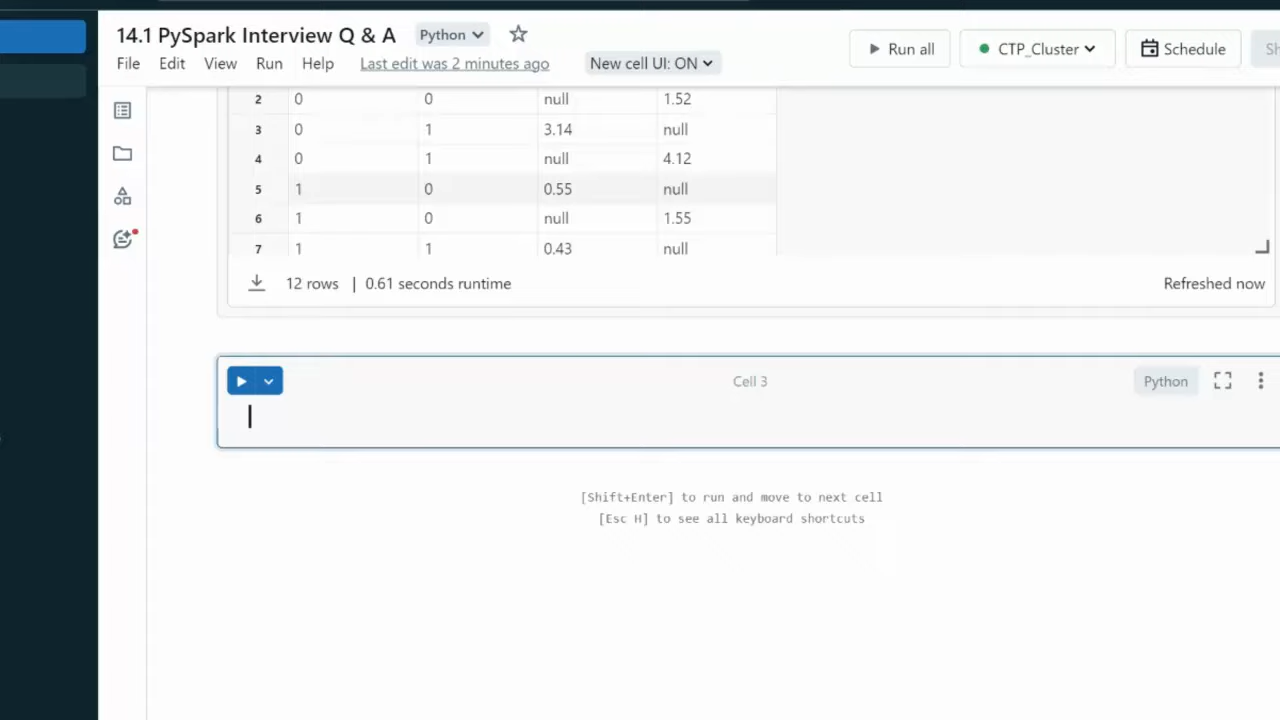 14.1 PySpark Interview Q & A Python
Run all CTP_Cluster Schedule Sh
File Edit View Run Help Last edit was 2 minutes ago New cell UI: ON
2 0 0 null 1.52
3 0 1 3.14 null
4 0 1 null 4.12
5 1 0 0.55 null
6 1 0 null 1.55
7 1 1 0.43 null
12 rows | 0.61 seconds runtime Refreshed now
Cell 3 Python
[Shift+Enter] to run and move to next cell
[Esc H] to see all keyboard shortcuts